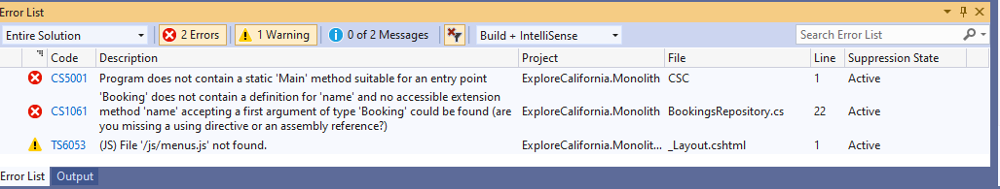 Error List
Entire Solution
2 Errors
1 Warning
0 of 2 Messages
Build + IntelliSense
Search Error List
Code Description Project File Line Suppression State
CS5001 Program does not contain a static 'Main' method suitable for an entry point ExploreCalifornia.Monolith CSC 1 Active
'Booking' does not contain a definition for 'name' and no accessible extension
CS1061 method 'name' accepting a first argument of type 'Booking' could be found (are ExploreCalifornia.Monolith BookingsRepository.cs 22 Active
you missing a using directive or an assembly reference?)
TS6053 (JS) File '/js/menus.js' not found. ExploreCalifornia.Monolit... _Layout.cshtml 1 Active
Error List Output